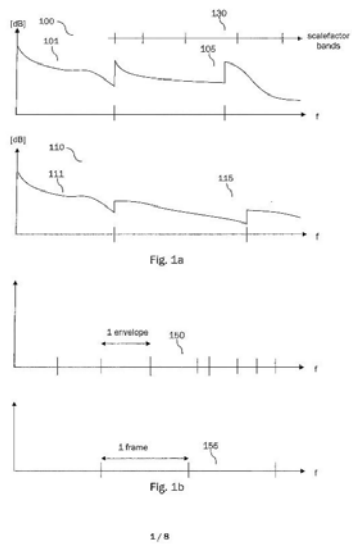 [dB]
100
130
101
105
scalefactor
bands
f
[dB]
110
111
115
f
Fig. 1a
1 envelope
150
f
1 frame
156
f
Fig. 1b
1/8